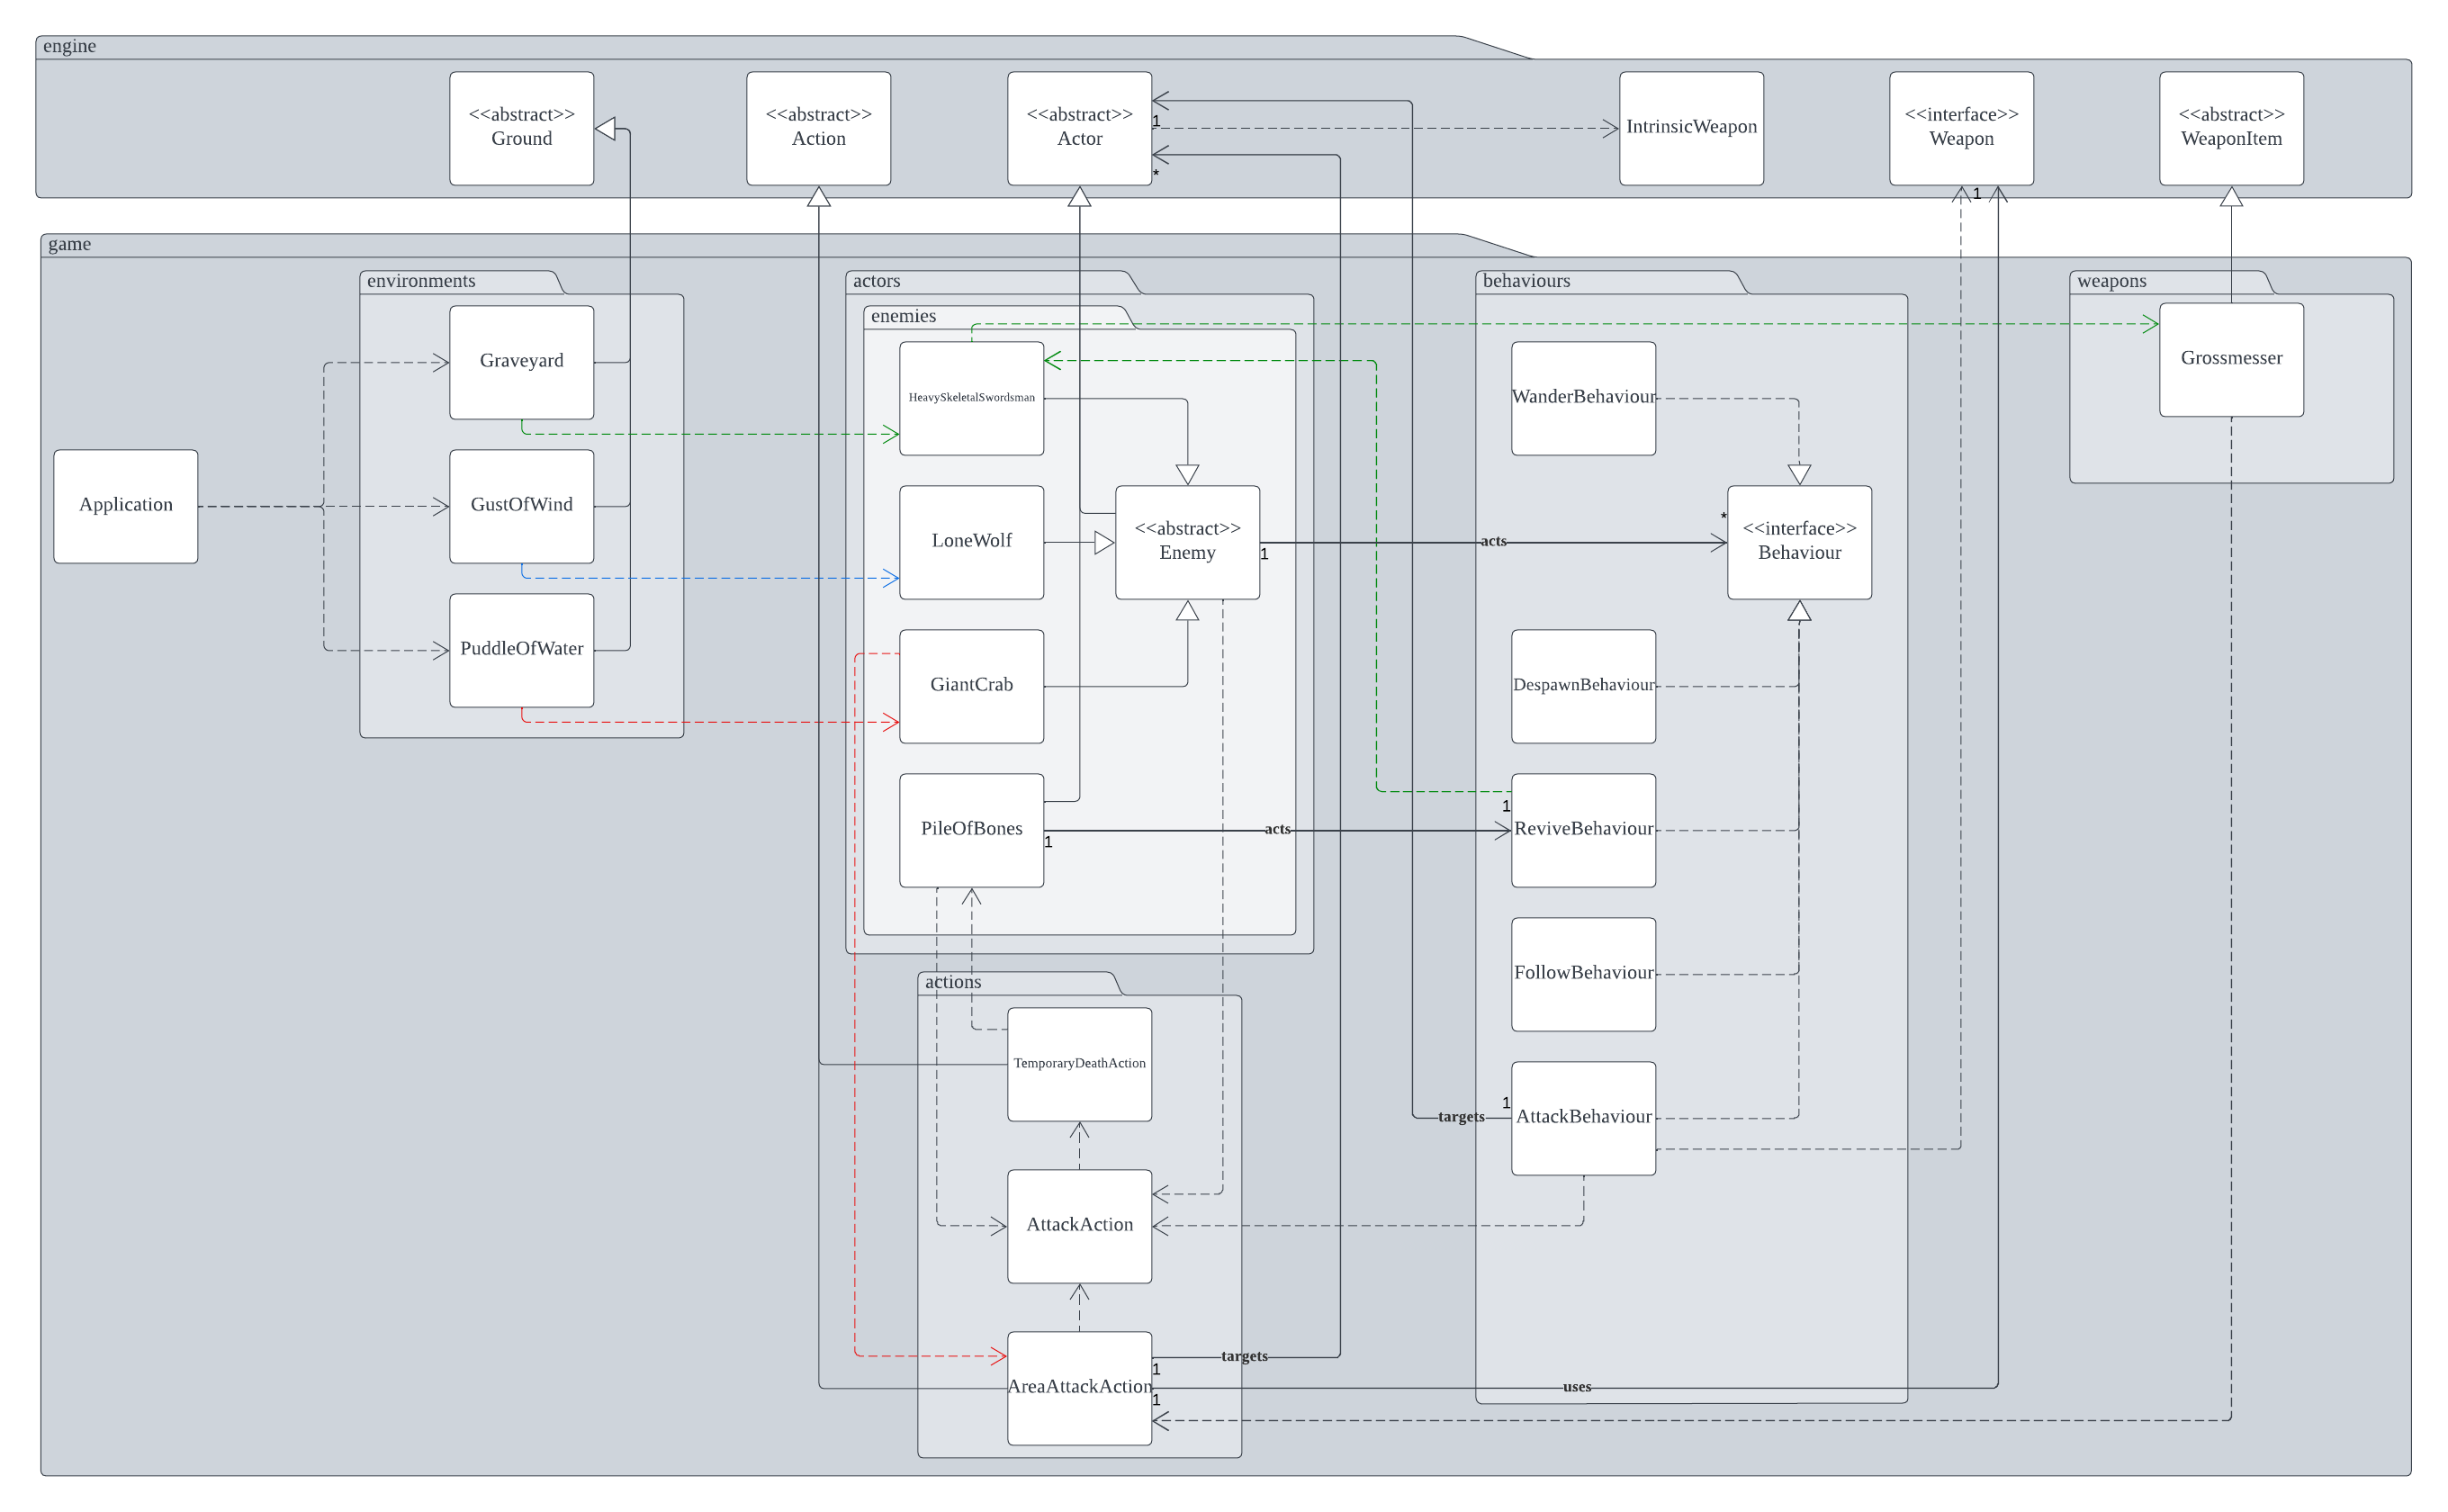 engine
<<abstract>>
Ground
<<abstract>>
Action
<<abstract>>
Actor
1
*
IntrinsicWeapon
<<interface>>
Weapon
1
<<abstract>>
WeaponItem
game
environments
Graveyard
GustOfWind
PuddleOfWater
Application
actors
enemies
HeavySkeletalSwordsman
LoneWolf
<<abstract>>
Enemy
1
acts
*
GiantCrab
PileOfBones
1
acts
1
behaviours
WanderBehaviour
<<interface>>
Behaviour
DespawnBehaviour
ReviveBehaviour
FollowBehaviour
1
targets
AttackBehaviour
weapons
Grossmesser
actions
TemporaryDeathAction
AttackAction
AreaAttackAction
1
targets
1
uses